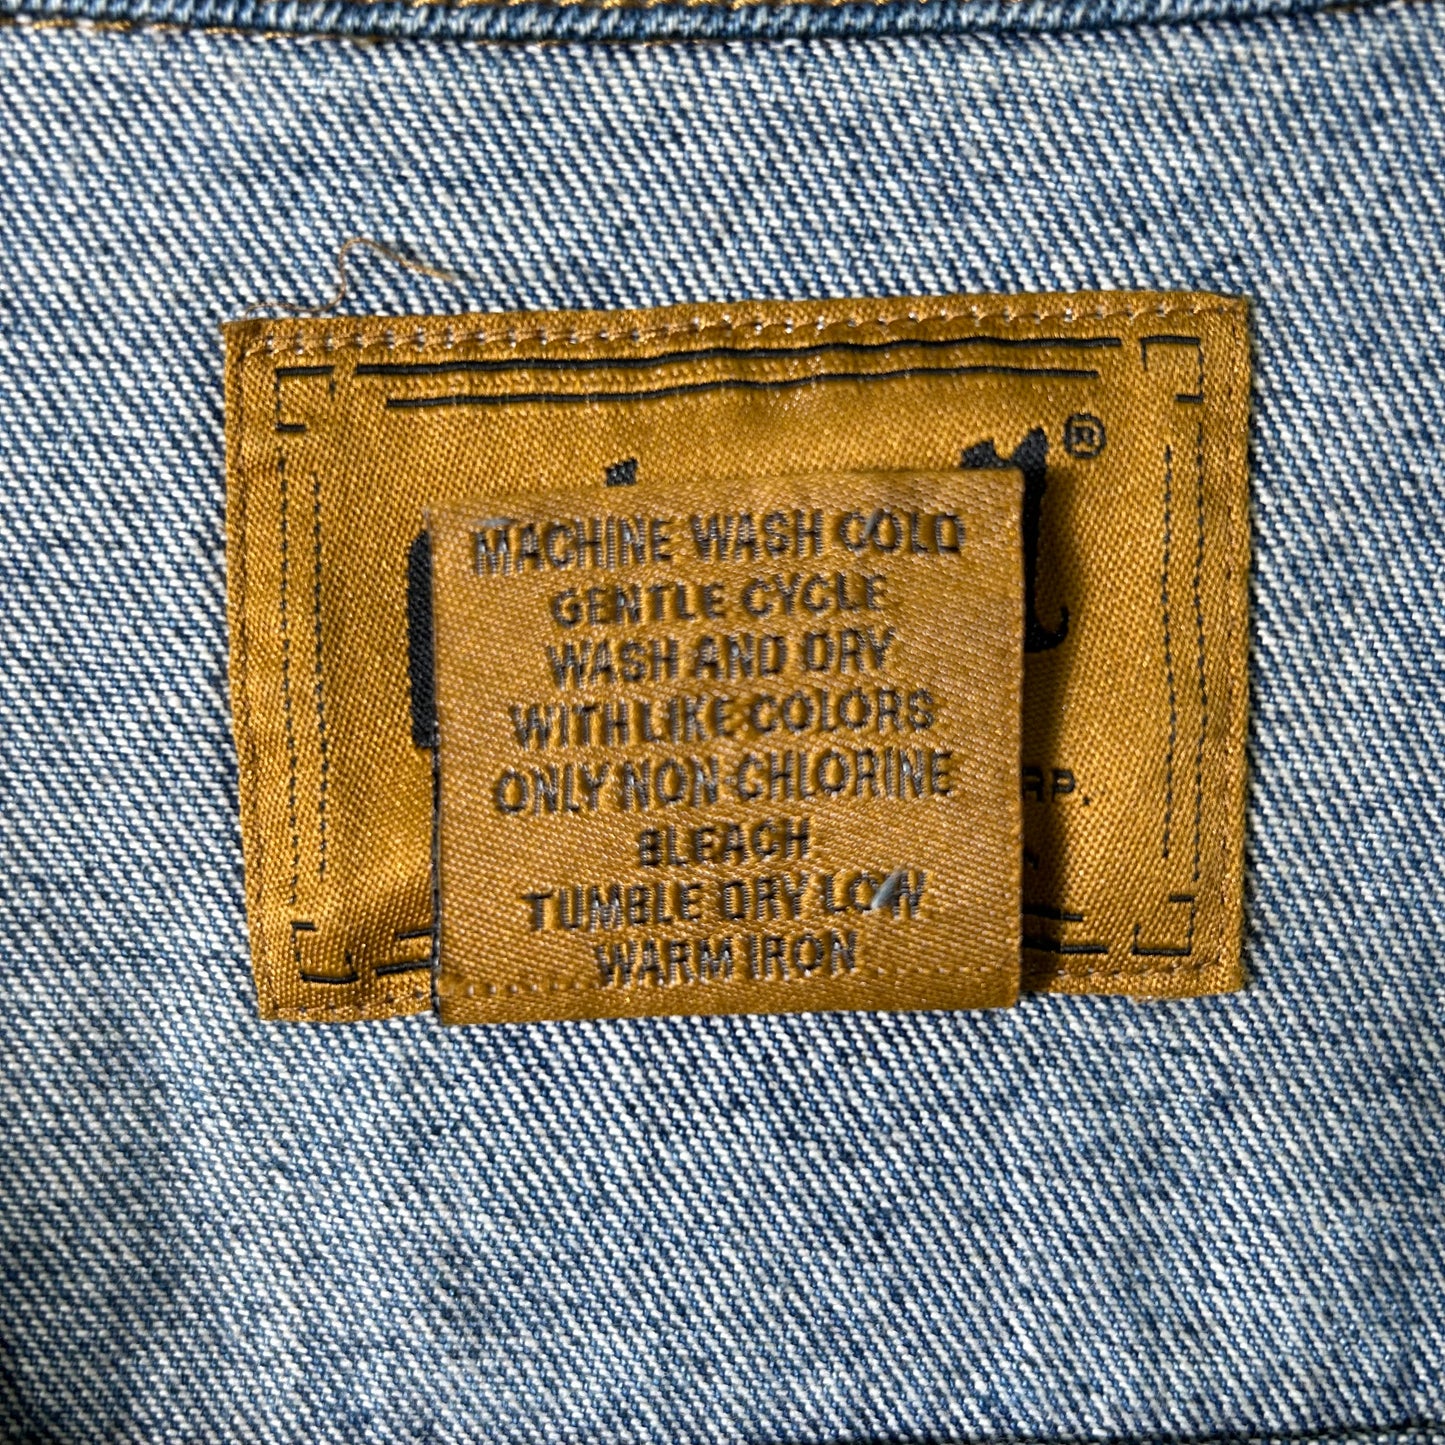 ®
MACHINE WASH COLD
GENTLE CYCLE
WASH AND DRY
WITH LIKE COLORS
ONLY NON-CHLORINE
BLEACH
TUMBLE DRY LOW
WARM IRON